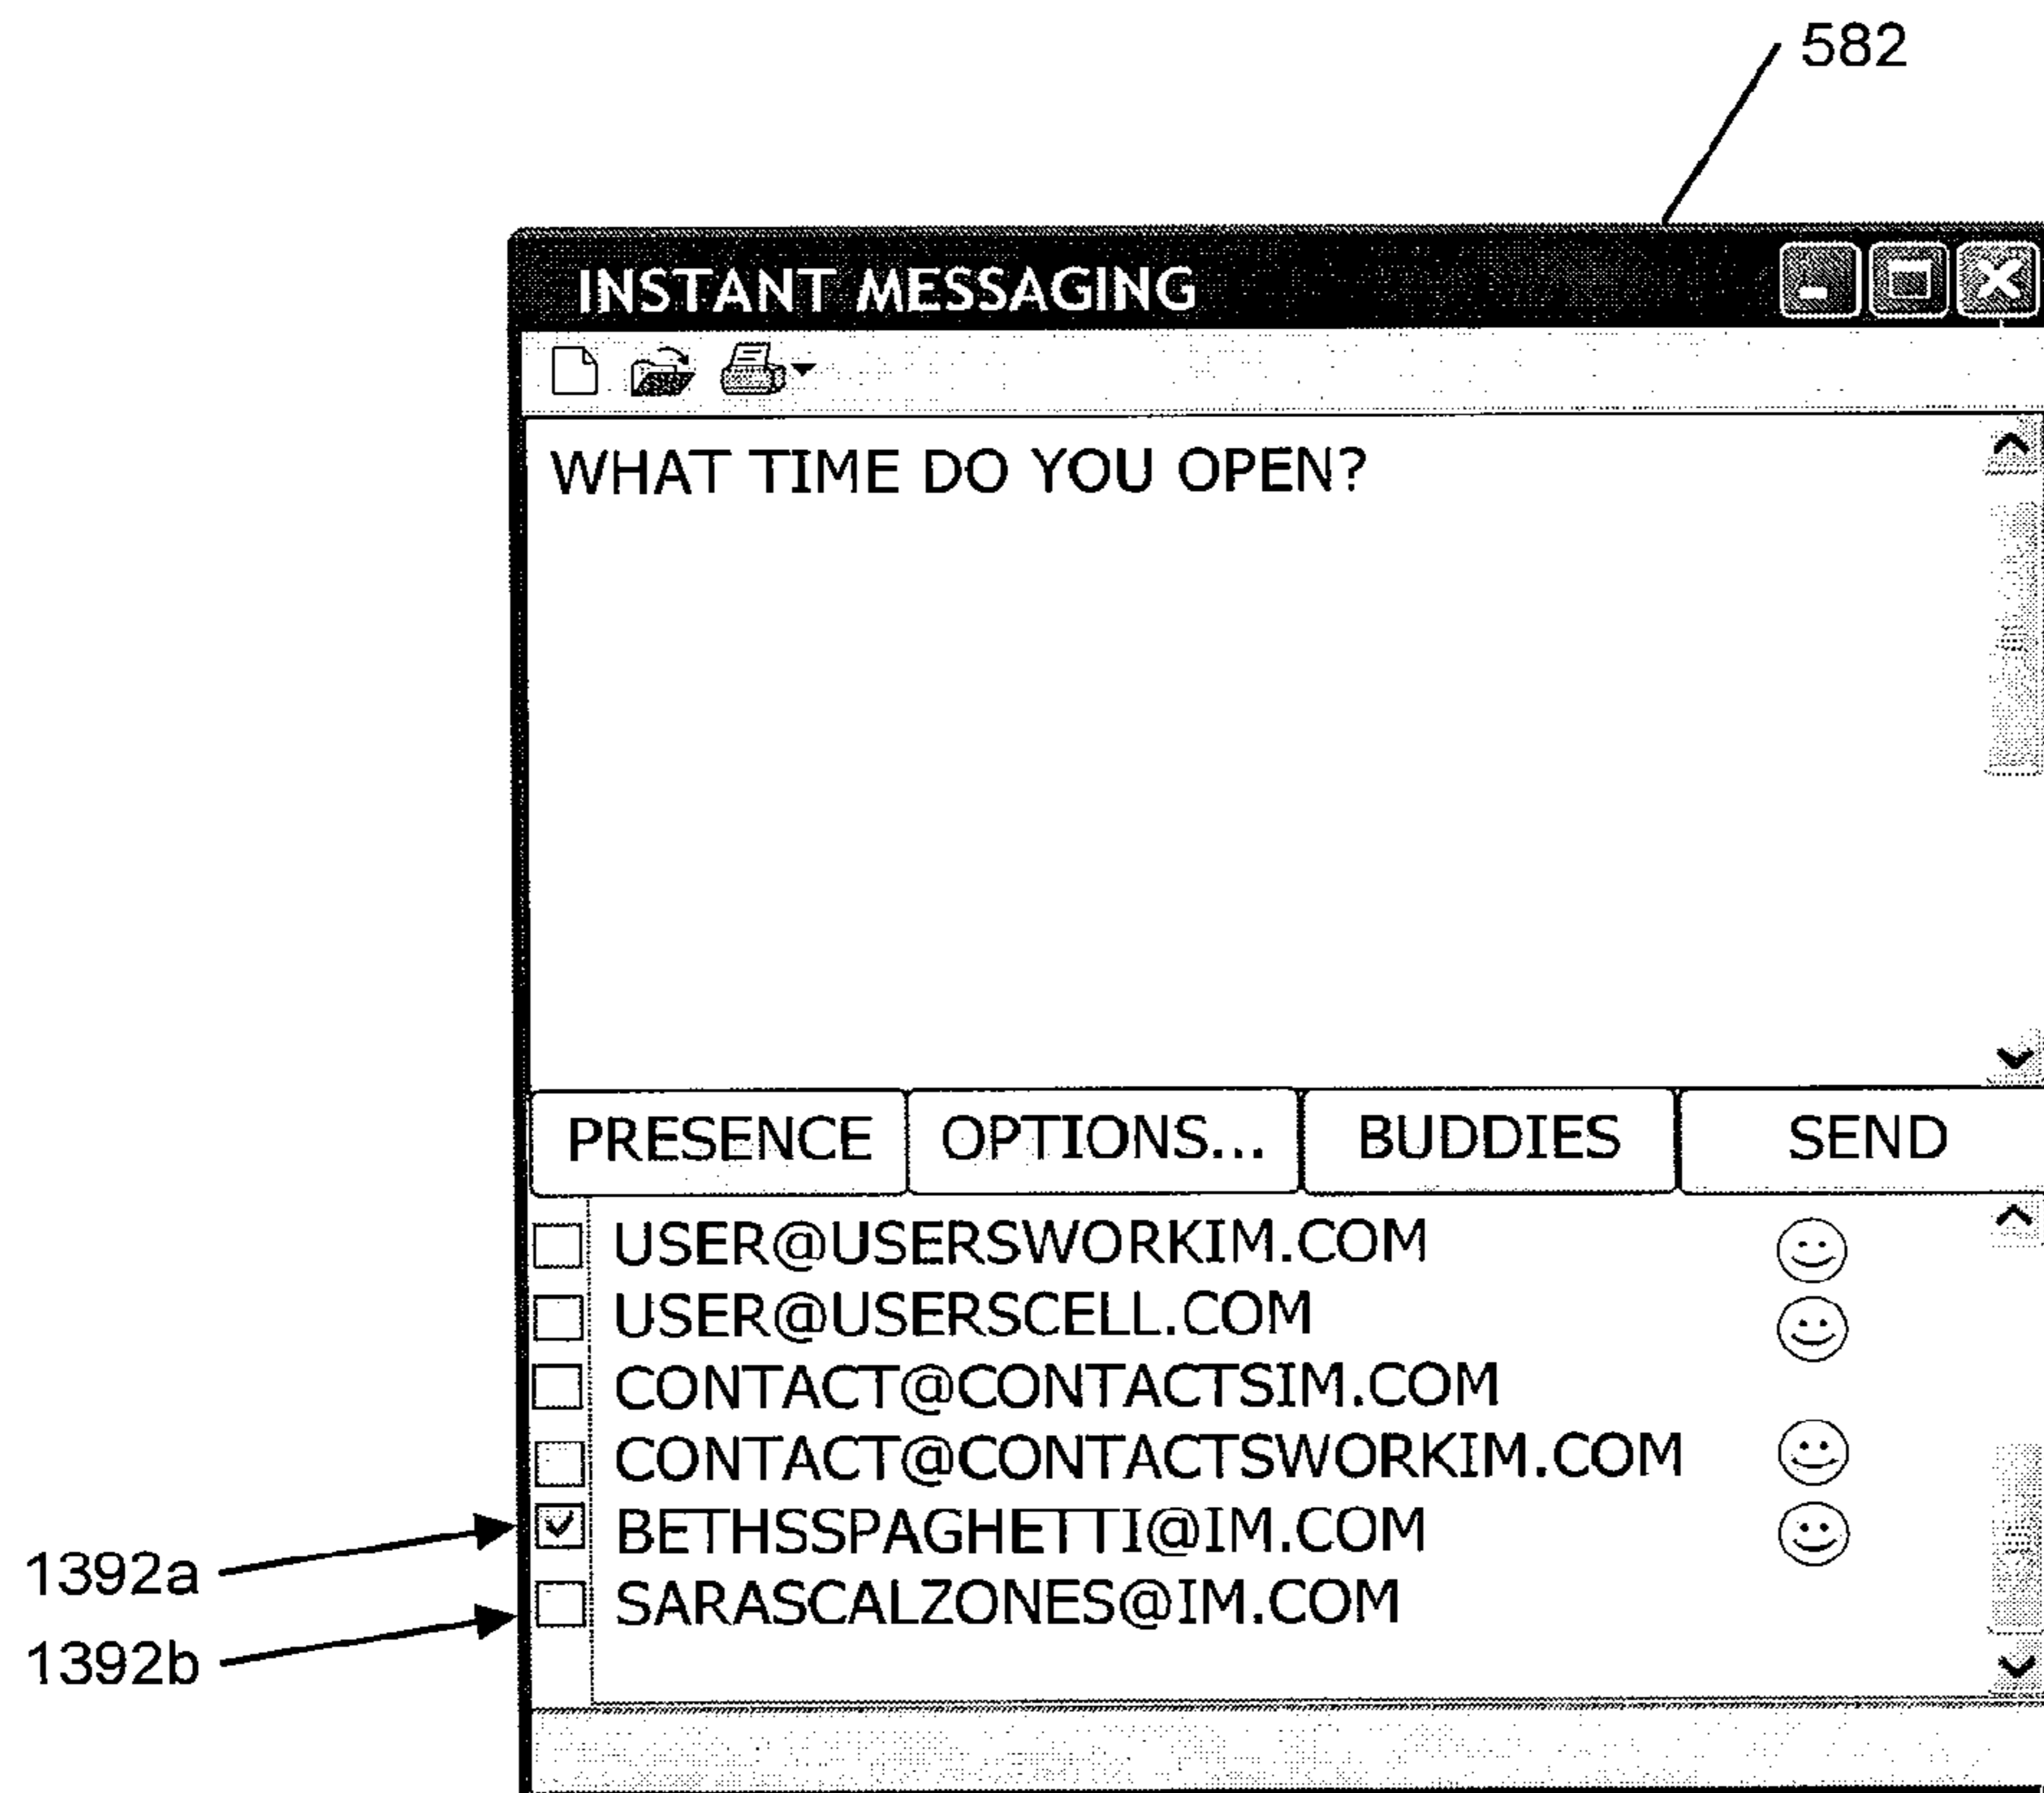 582
INSTANT MESSAGING
WHAT TIME DO YOU OPEN?
PRESENCE OPTIONS... BUDDIES SEND
USER@USERSWORKIM.COM
USER@USERSCELL.COM
CONTACT@CONTACTSIM.COM
CONTACT@CONTACTSWORKIM.COM
1392a BETHSSPAGHETTI@IM.COM
1392b SARASCALZONES@IM.COM